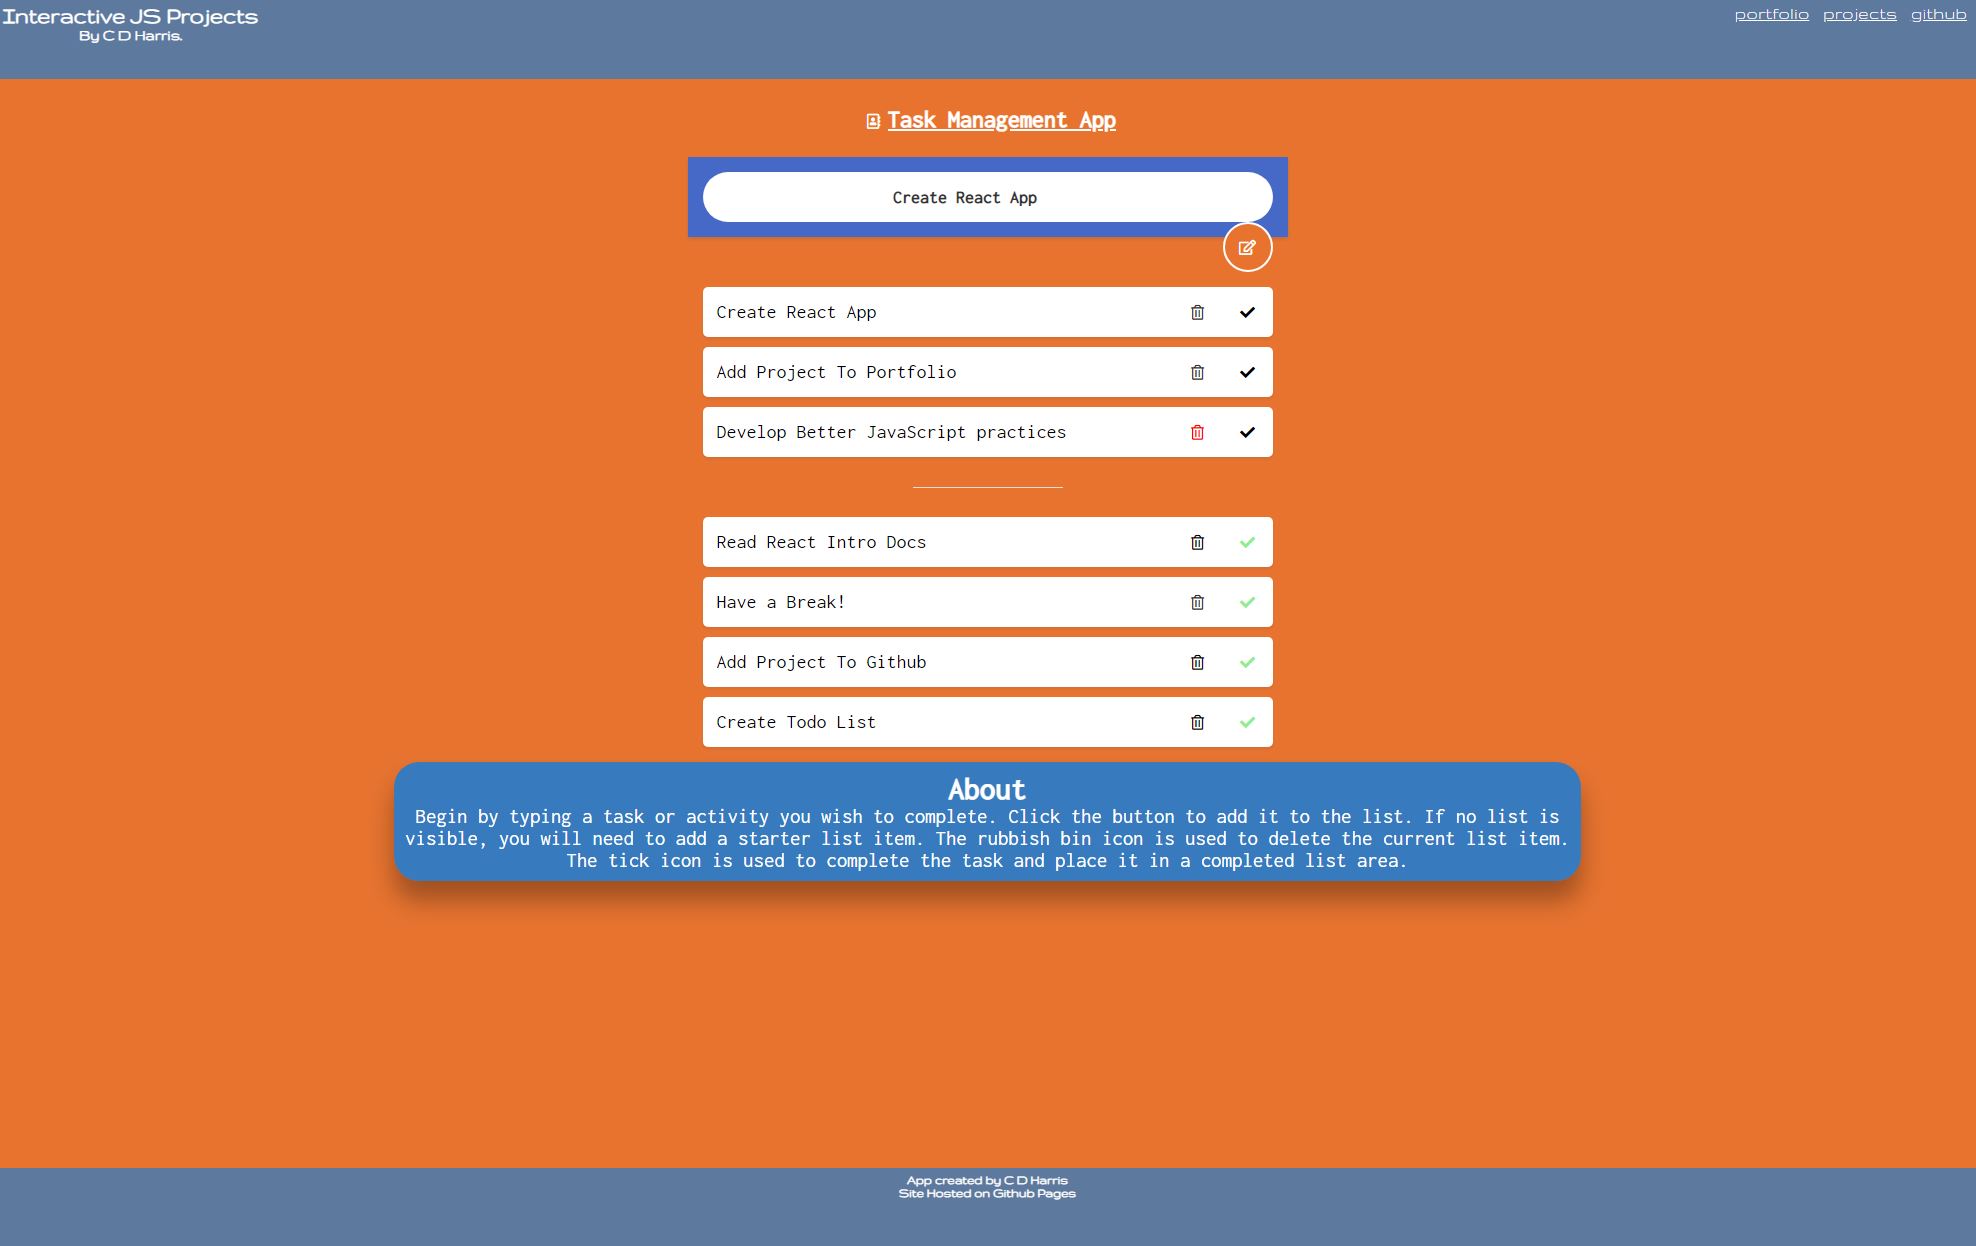 Interactive JS Projects
By C D Harris.
portfolio projects github
Task Management App
Create React App
Create React App
Add Project To Portfolio
Develop Better JavaScript practices
Read React Intro Docs
Have a Break!
Add Project To Github
Create Todo List
About
Begin by typing a task or activity you wish to complete. Click the button to add it to the list. If no list is
visible, you will need to add a starter list item. The rubbish bin icon is used to delete the current list item.
The tick icon is used to complete the task and place it in a completed list area.
App created by C D Harris
Site Hosted on Github Pages